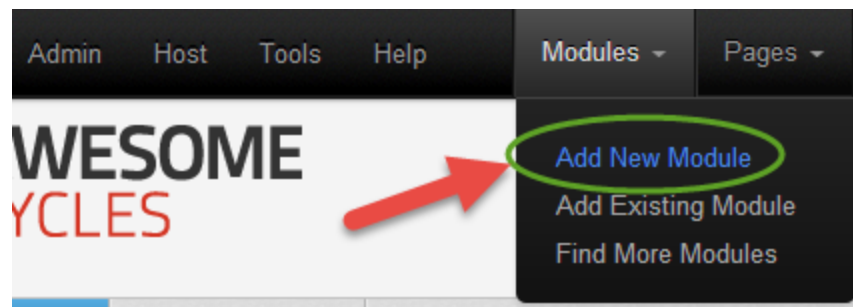 Admin Host Tools Help Modules Pages
WESOME
YCLES
Add New Module
Add Existing Module
Find More Modules